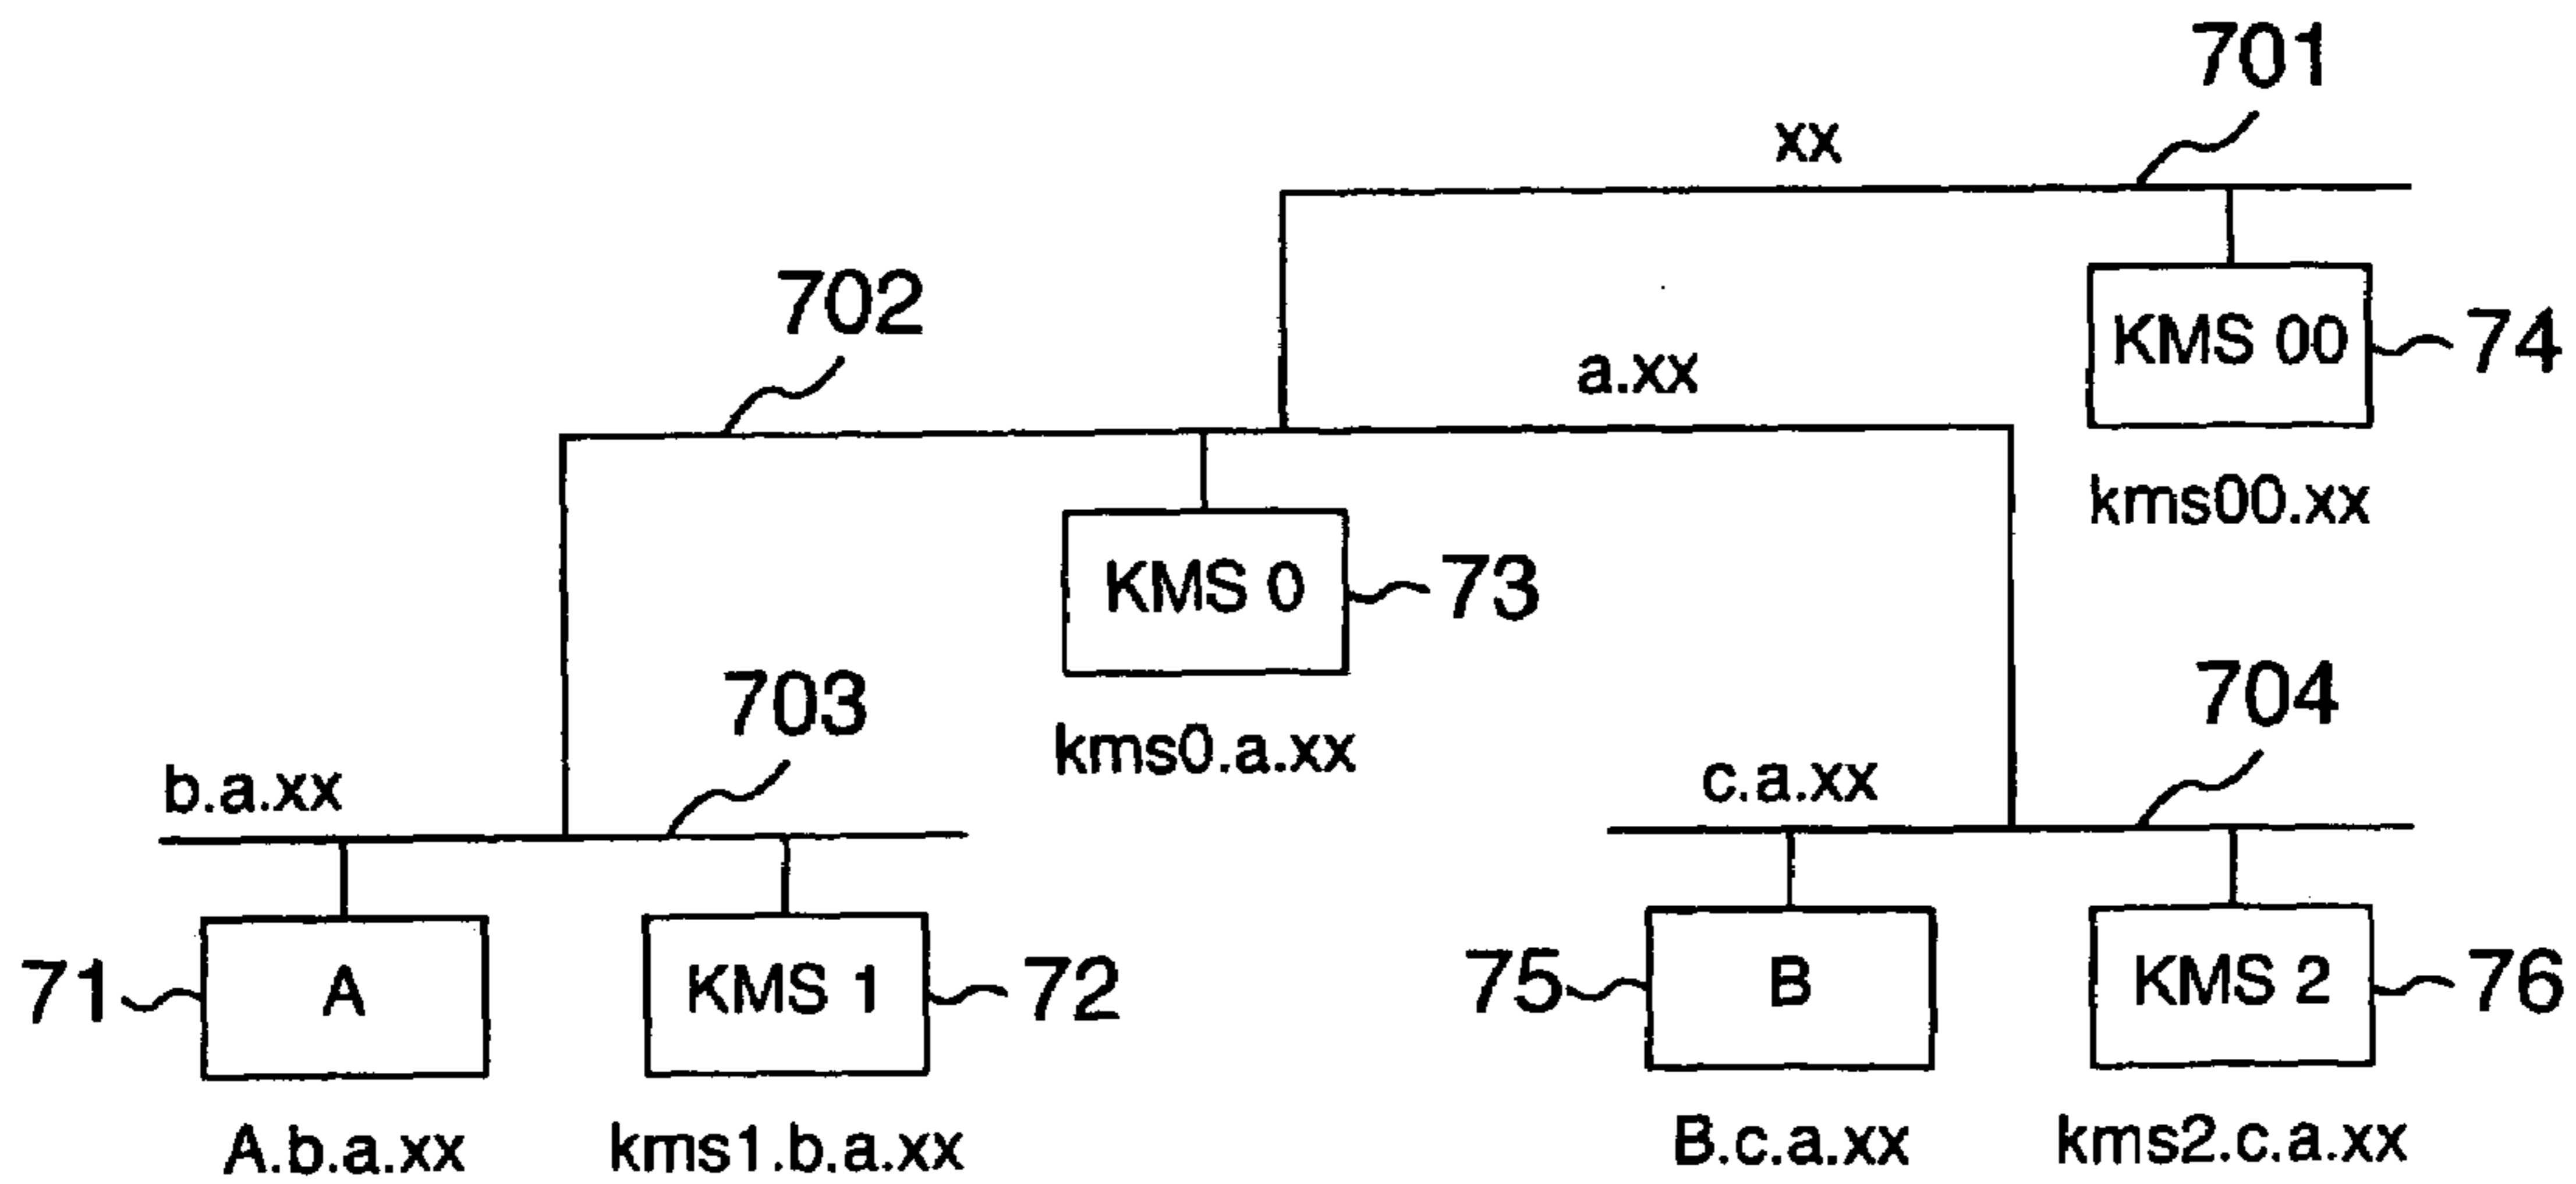 701
xx
702
KMS 00
74
a.xx
kms00.xx
KMS 0
73
703
704
kms0.a.xx
b.a.xx
c.a.xx
71
A
KMS 1
72
75
B
KMS 2
76
A.b.a.xx
kms1.b.a.xx
B.c.a.xx
kms2.c.a.xx